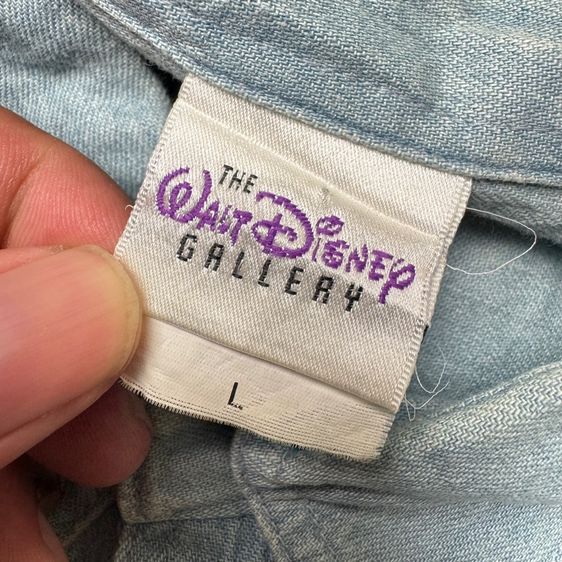 THE
WALT DISNEY
GALLERY
L